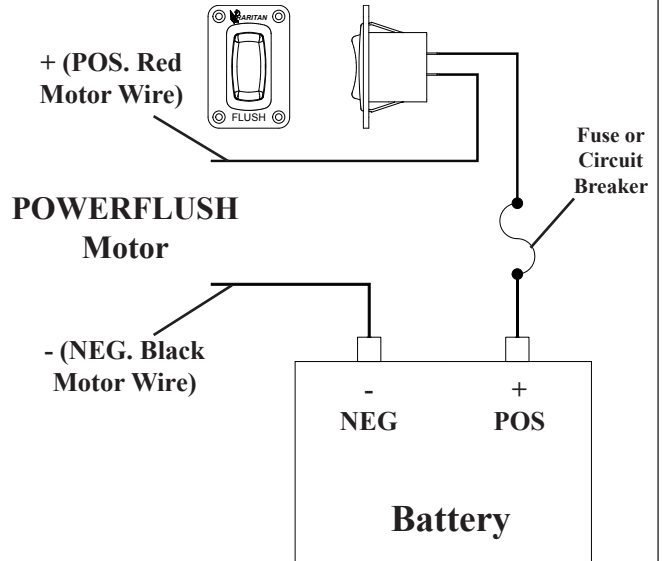 RARITAN
FLUSH
+ (POS. Red
Motor Wire)
Fuse or
Circuit
Breaker
POWERFLUSH
Motor
- (NEG. Black
Motor Wire)
-
NEG
+
POS
Battery